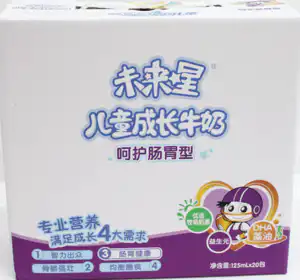 未来星
儿童成长牛奶
呵护肠胃型
专业营养
满足成长4大需求
1 智力出众
3 肠胃健康
骨骼强壮 2
均衡膳食 4
益生元
DHA
藻油
净含量:125mL×20包